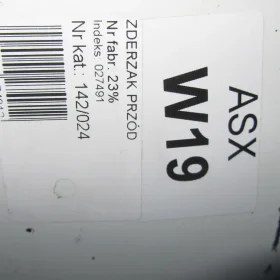 ASX
W19
ZDERZAK PRZÓD
Indeks: 027491
Nr fabr. 23%
Nr kat.: 142/024